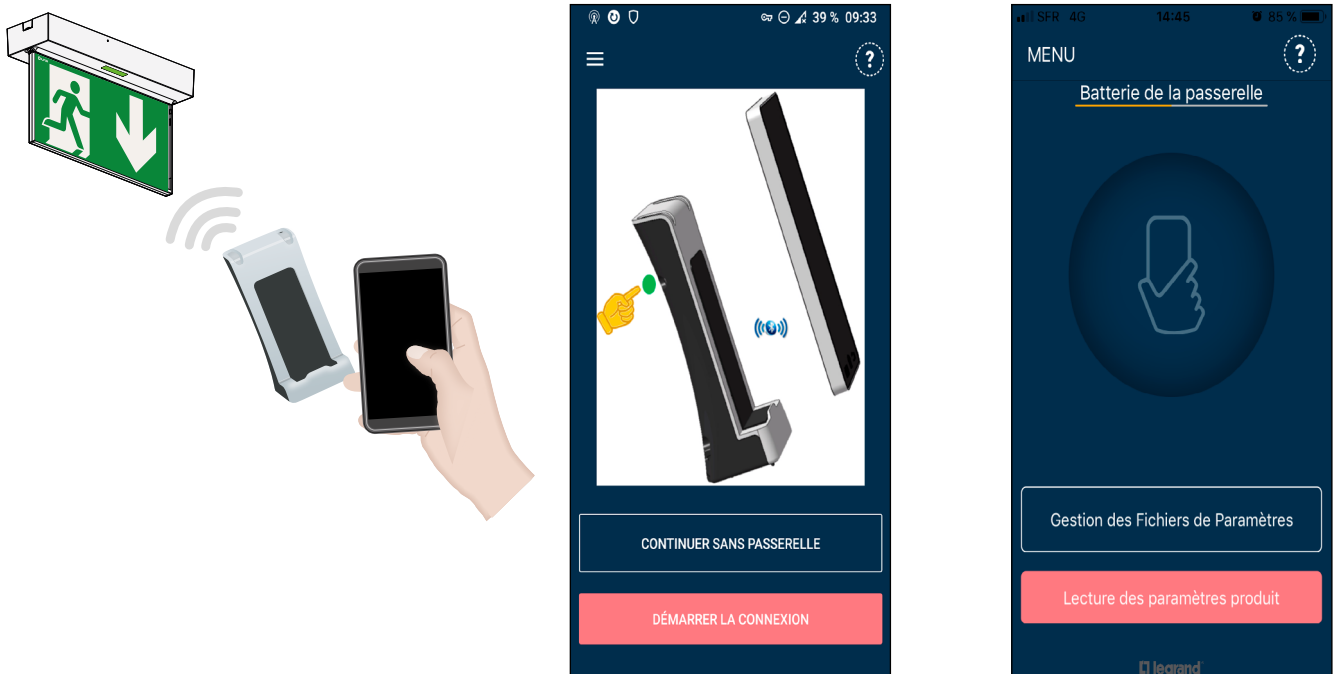 39 % 09:33
?
CONTINUER SANS PASSERELLE
DÉMARRER LA CONNEXION
SFR 4G 14:45 85 %
MENU
?
Batterie de la passerelle
Gestion des Fichiers de Paramètres
Lecture des paramètres produit
legrand